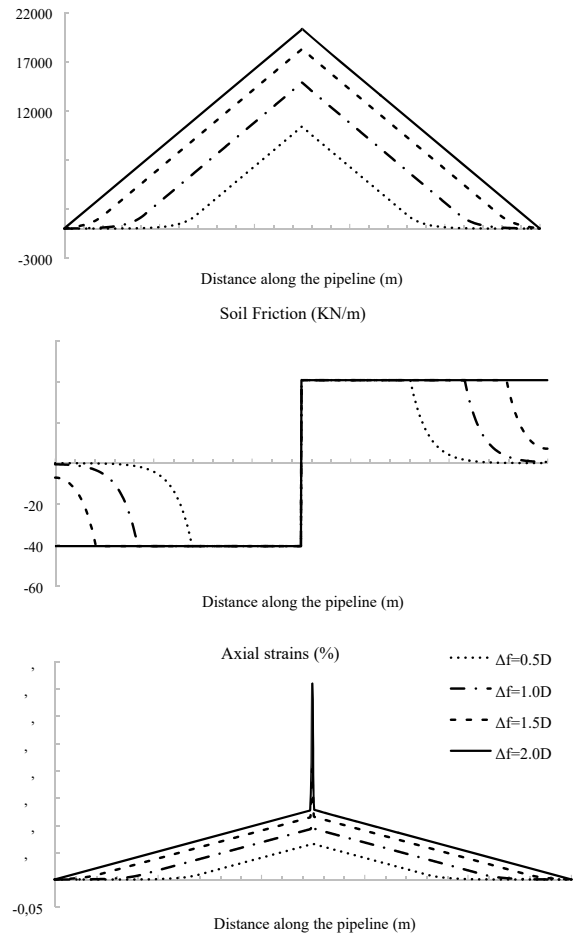 22000
17000
12000
-3000
Distance along the pipeline (m)
Soil Friction (KN/m)
-20
-40
-60
Distance along the pipeline (m)
Axial strains (%)
Δf=0.5D
Δf=1.0D
Δf=1.5D
Δf=2.0D
,
,
,
,
,
,
,
,
-0,05
Distance along the pipeline (m)